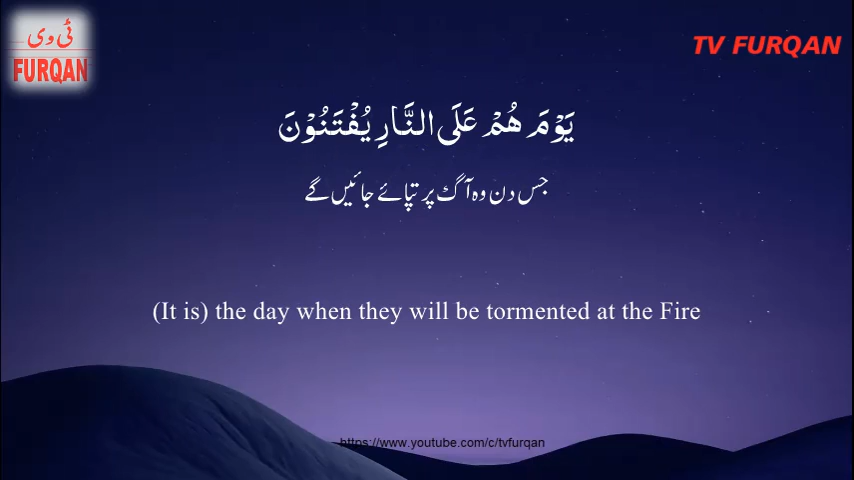 ٹی وی
FURQAN
TV FURQAN
يَوْمَ هُمْ عَلَى النَّارِ يُفْتَنُوْنَ
جس دن وہ آگ پر تپائے جائیں گے
(It is) the day when they will be tormented at the Fire
https://www.youtube.com/c/tvfurqan